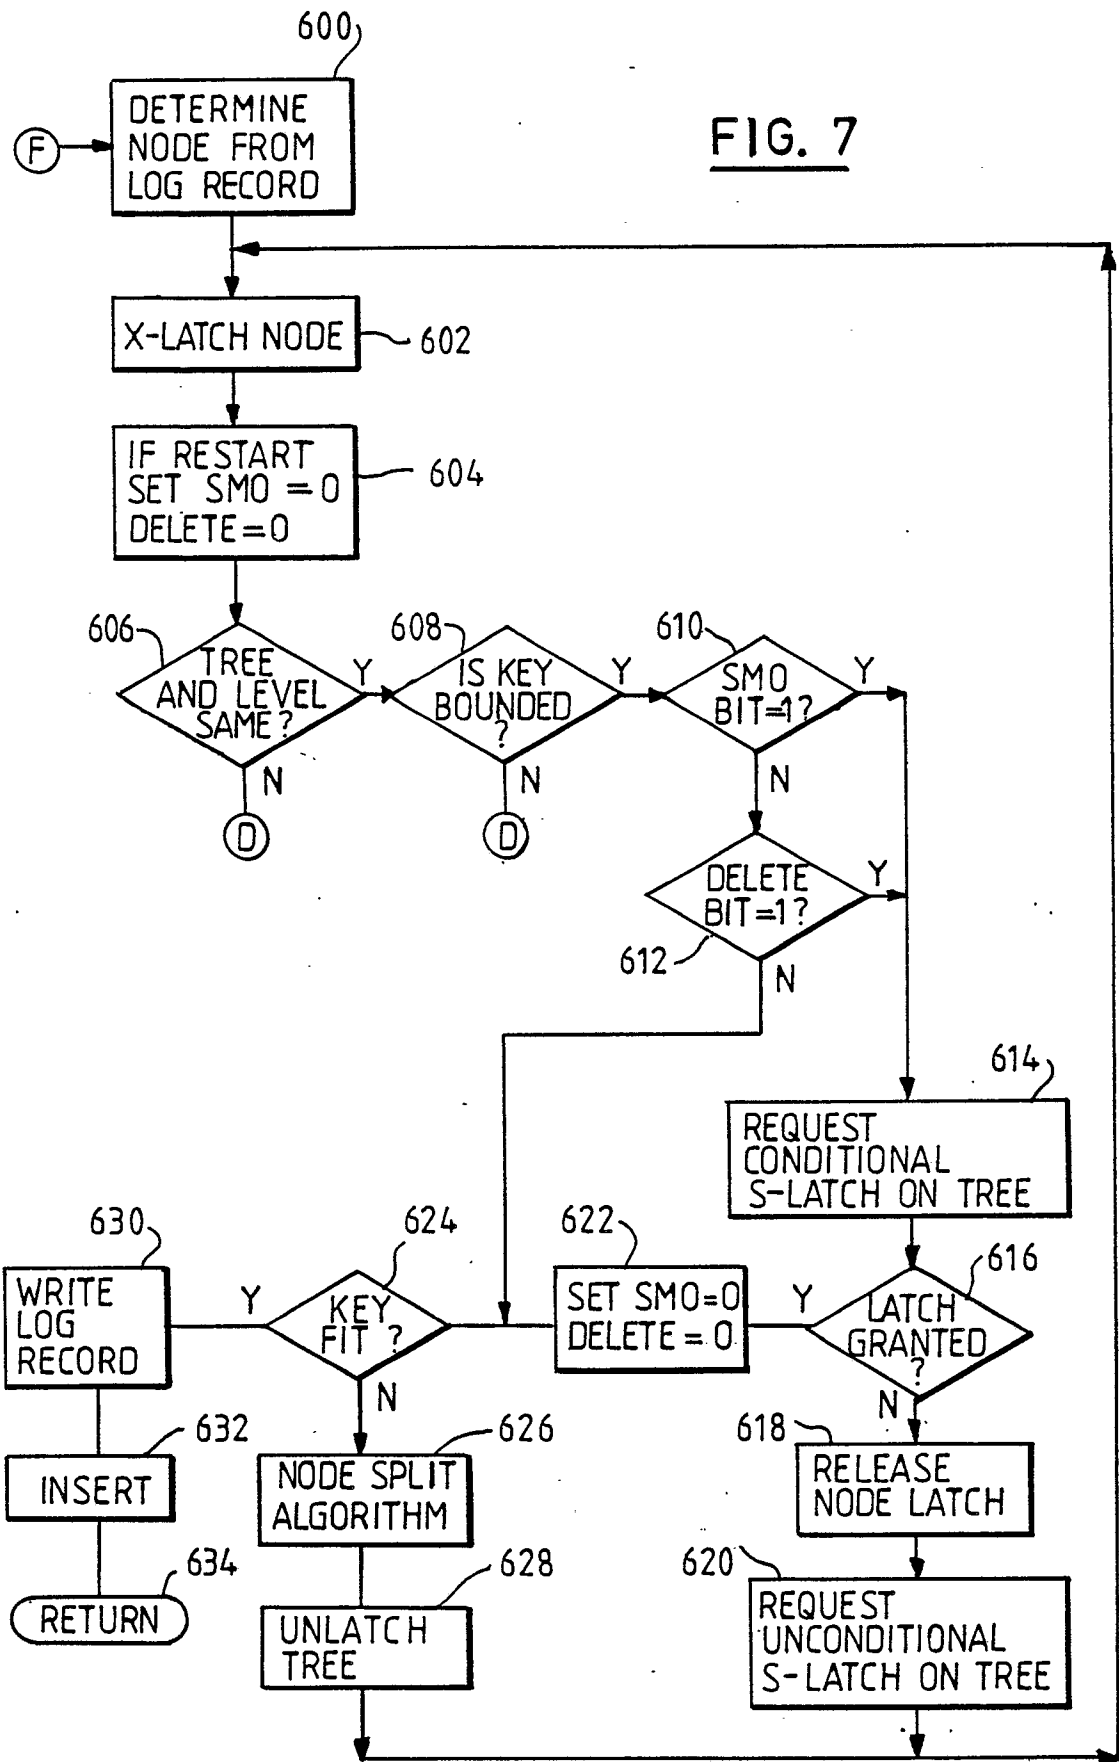 600
DETERMINE
NODE FROM
LOG RECORD
F
FIG. 7
X-LATCH NODE
602
IF RESTART
SET SMO = 0
DELETE = 0
604
606
TREE
AND LEVEL
SAME?
Y
N
D
608
IS KEY
BOUNDED
?
Y
N
D
610
SMO
BIT=1?
Y
N
DELETE
BIT=1?
Y
612
N
614
REQUEST
CONDITIONAL
S-LATCH ON TREE
616
LATCH
GRANTED
?
Y
N
622
SET SMO=0
DELETE = 0
624
KEY
FIT ?
Y
N
630
WRITE
LOG
RECORD
632
INSERT
634
RETURN
626
NODE SPLIT
ALGORITHM
628
UNLATCH
TREE
618
RELEASE
NODE LATCH
620
REQUEST
UNCONDITIONAL
S-LATCH ON TREE